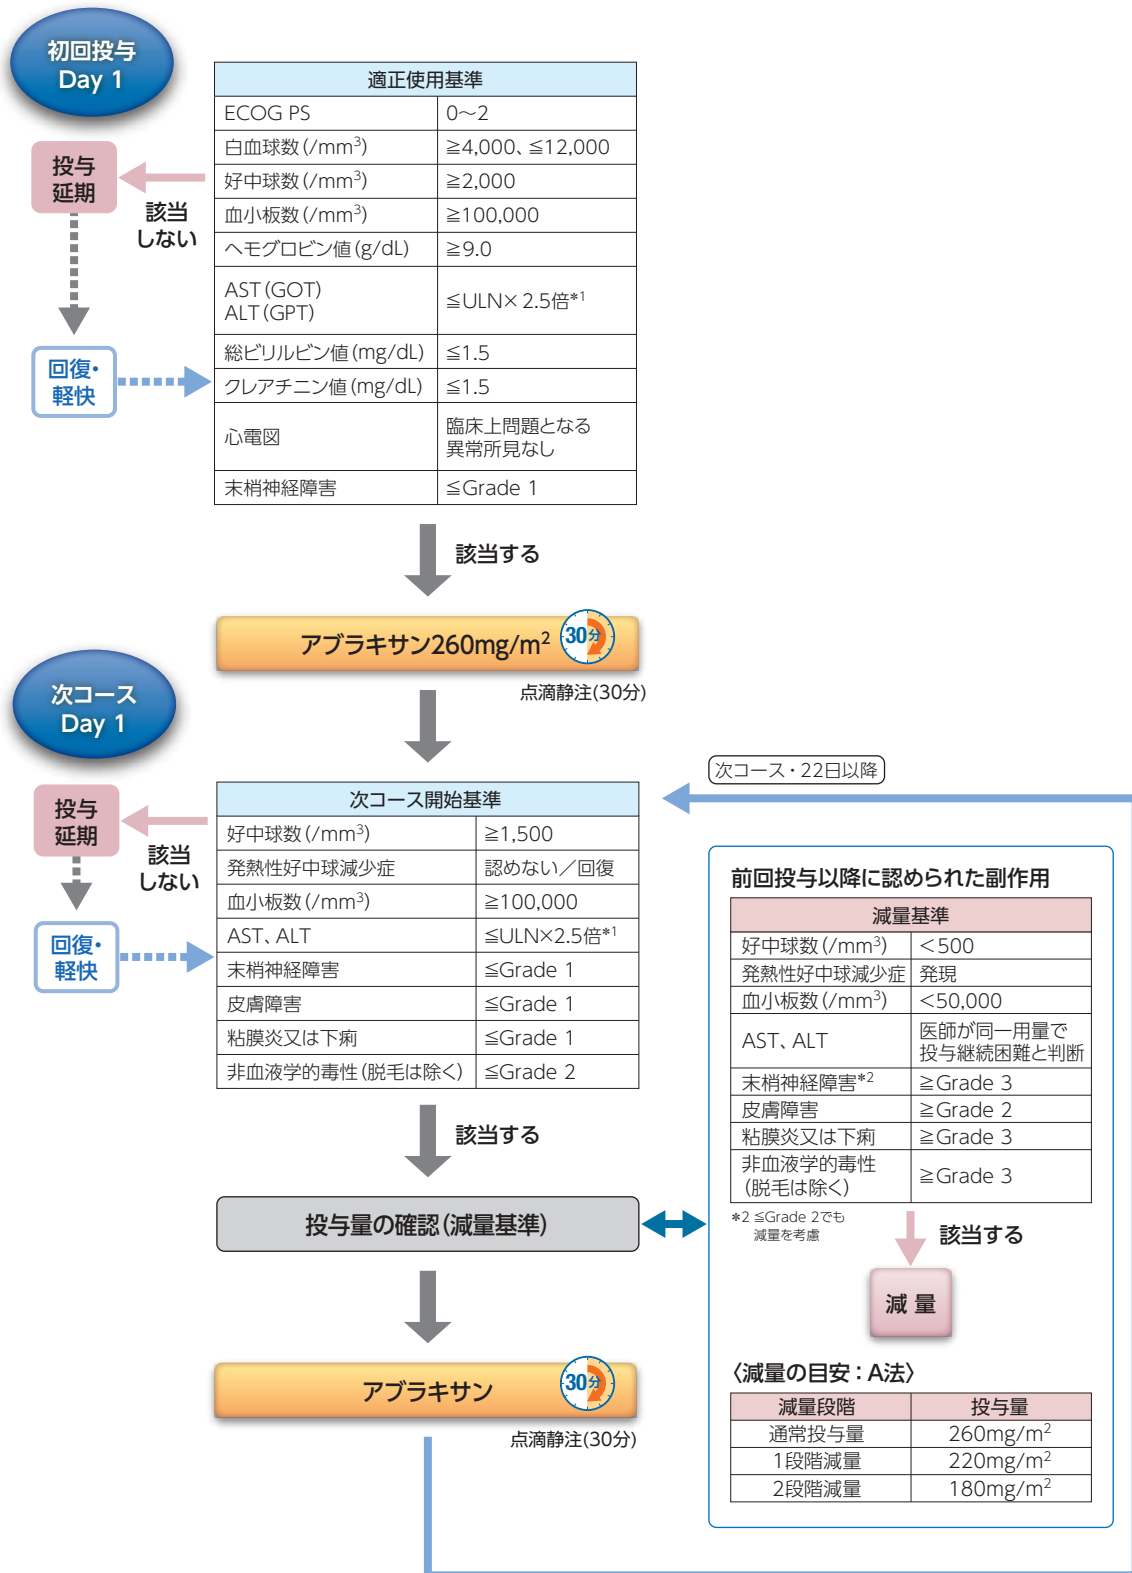 初回投与
Day 1
適正使用基準
ECOG PS 0〜2
白血球数(/mm³) ≧4,000、≦12,000
好中球数(/mm³) ≧2,000
血小板数(/mm³) ≧100,000
ヘモグロビン値(g/dL) ≧9.0
AST(GOT)
ALT(GPT)
≦ULN×2.5倍*1
総ビリルビン値(mg/dL) ≦1.5
クレアチニン値(mg/dL) ≦1.5
心電図
臨床上問題となる
異常所見なし
末梢神経障害 ≦Grade 1
投与
延期
該当
しない
回復・
軽快
該当する
アブラキサン260mg/m² 30分
点滴静注(30分)
次コース
Day 1
次コース・22日以降
次コース開始基準
好中球数(/mm³) ≧1,500
発熱性好中球減少症 認めない／回復
血小板数(/mm³) ≧100,000
AST、ALT ≦ULN×2.5倍*1
末梢神経障害 ≦Grade 1
皮膚障害 ≦Grade 1
粘膜炎又は下痢 ≦Grade 1
非血液学的毒性(脱毛は除く) ≦Grade 2
投与
延期
該当
しない
回復・
軽快
該当する
投与量の確認(減量基準)
前回投与以降に認められた副作用
減量基準
好中球数(/mm³) ＜500
発熱性好中球減少症 発現
血小板数(/mm³) ＜50,000
AST、ALT
医師が同一用量で
投与継続困難と判断
末梢神経障害*2 ≧Grade 3
皮膚障害 ≧Grade 2
粘膜炎又は下痢 ≧Grade 3
非血液学的毒性
(脱毛は除く)
≧Grade 3
*2 ≦Grade 2でも
減量を考慮
該当する
減 量
〈減量の目安：A法〉
減量段階 投与量
通常投与量 260mg/m²
1段階減量 220mg/m²
2段階減量 180mg/m²
アブラキサン 30分
点滴静注(30分)